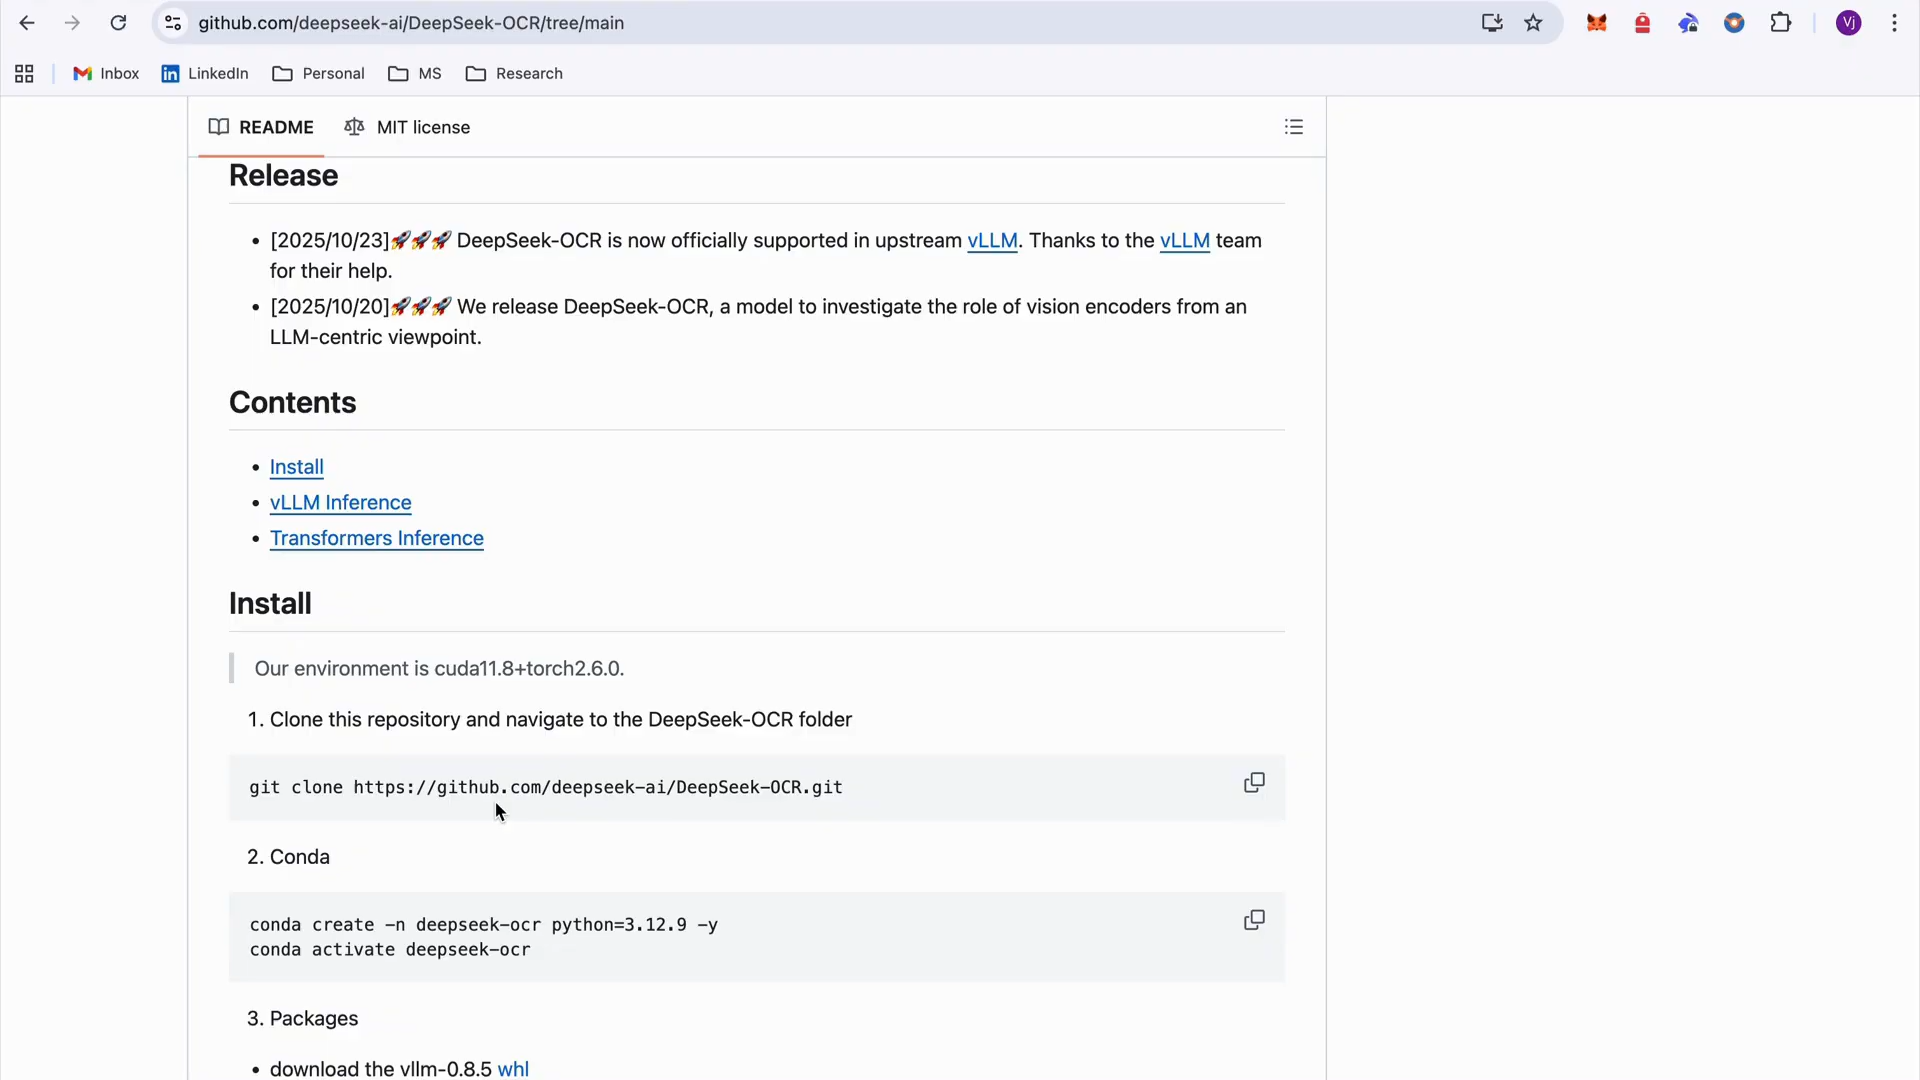 github.com/deepseek-ai/DeepSeek-OCR/tree/main
Vj
Inbox
LinkedIn
Personal
MS
Research
README
MIT license
Release
[2025/10/23]🚀🚀🚀 DeepSeek-OCR is now officially supported in upstream vLLM. Thanks to the vLLM team
for their help.
[2025/10/20]🚀🚀🚀 We release DeepSeek-OCR, a model to investigate the role of vision encoders from an
LLM-centric viewpoint.
Contents
Install
vLLM Inference
Transformers Inference
Install
Our environment is cuda11.8+torch2.6.0.
1. Clone this repository and navigate to the DeepSeek-OCR folder
git clone https://github.com/deepseek-ai/DeepSeek-OCR.git
2. Conda
conda create -n deepseek-ocr python=3.12.9 -y
conda activate deepseek-ocr
3. Packages
download the vllm-0.8.5 whl